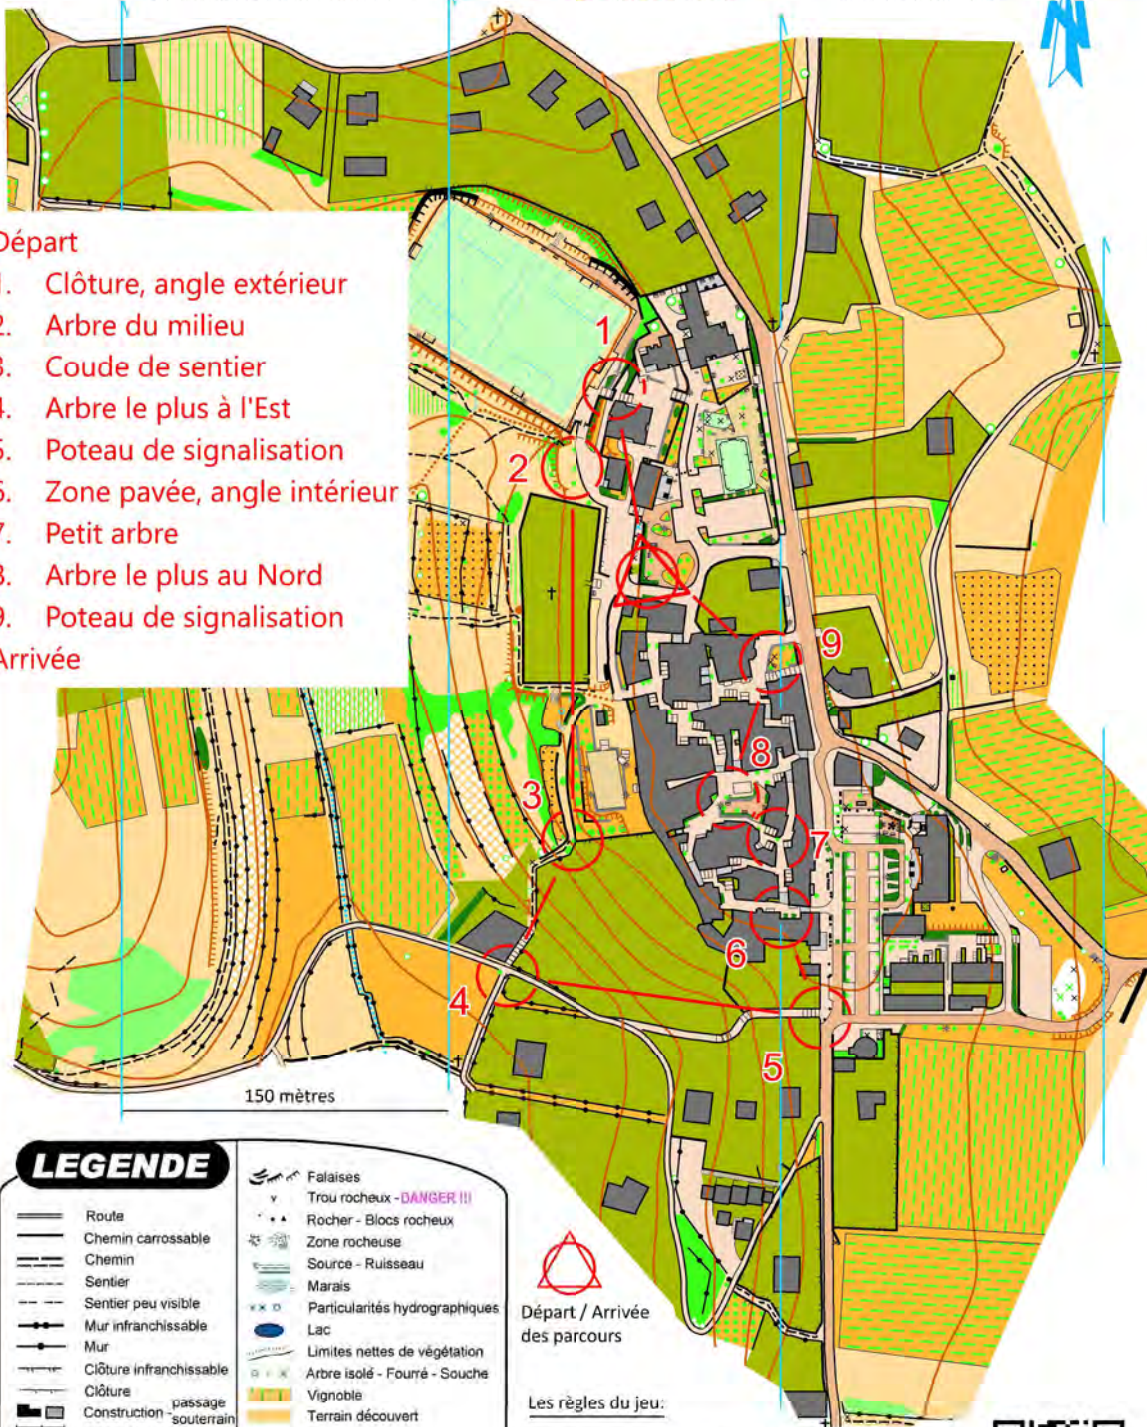 Départ
1. Clôture, angle extérieur
2. Arbre du milieu
3. Coude de sentier
4. Arbre le plus à l'Est
5. Poteau de signalisation
6. Zone pavée, angle intérieur
7. Petit arbre
8. Arbre le plus au Nord
9. Poteau de signalisation
Arrivée
1
2
9
8
3
7
6
4
5
150 mètres
LEGENDE
Route
Chemin carrossable
Chemin
Sentier
Sentier peu visible
Mur infranchissable
Mur
Clôture infranchissable
Clôture
Construction - passage souterrain
Falaises
Trou rocheux - DANGER !!!
Rocher - Blocs rocheux
Zone rocheuse
Source - Ruisseau
Marais
Particularités hydrographiques
Lac
Limites nettes de végétation
Arbre isolé - Fourré - Souche
Vignoble
Terrain découvert
Départ / Arrivée
des parcours
Les règles du jeu: